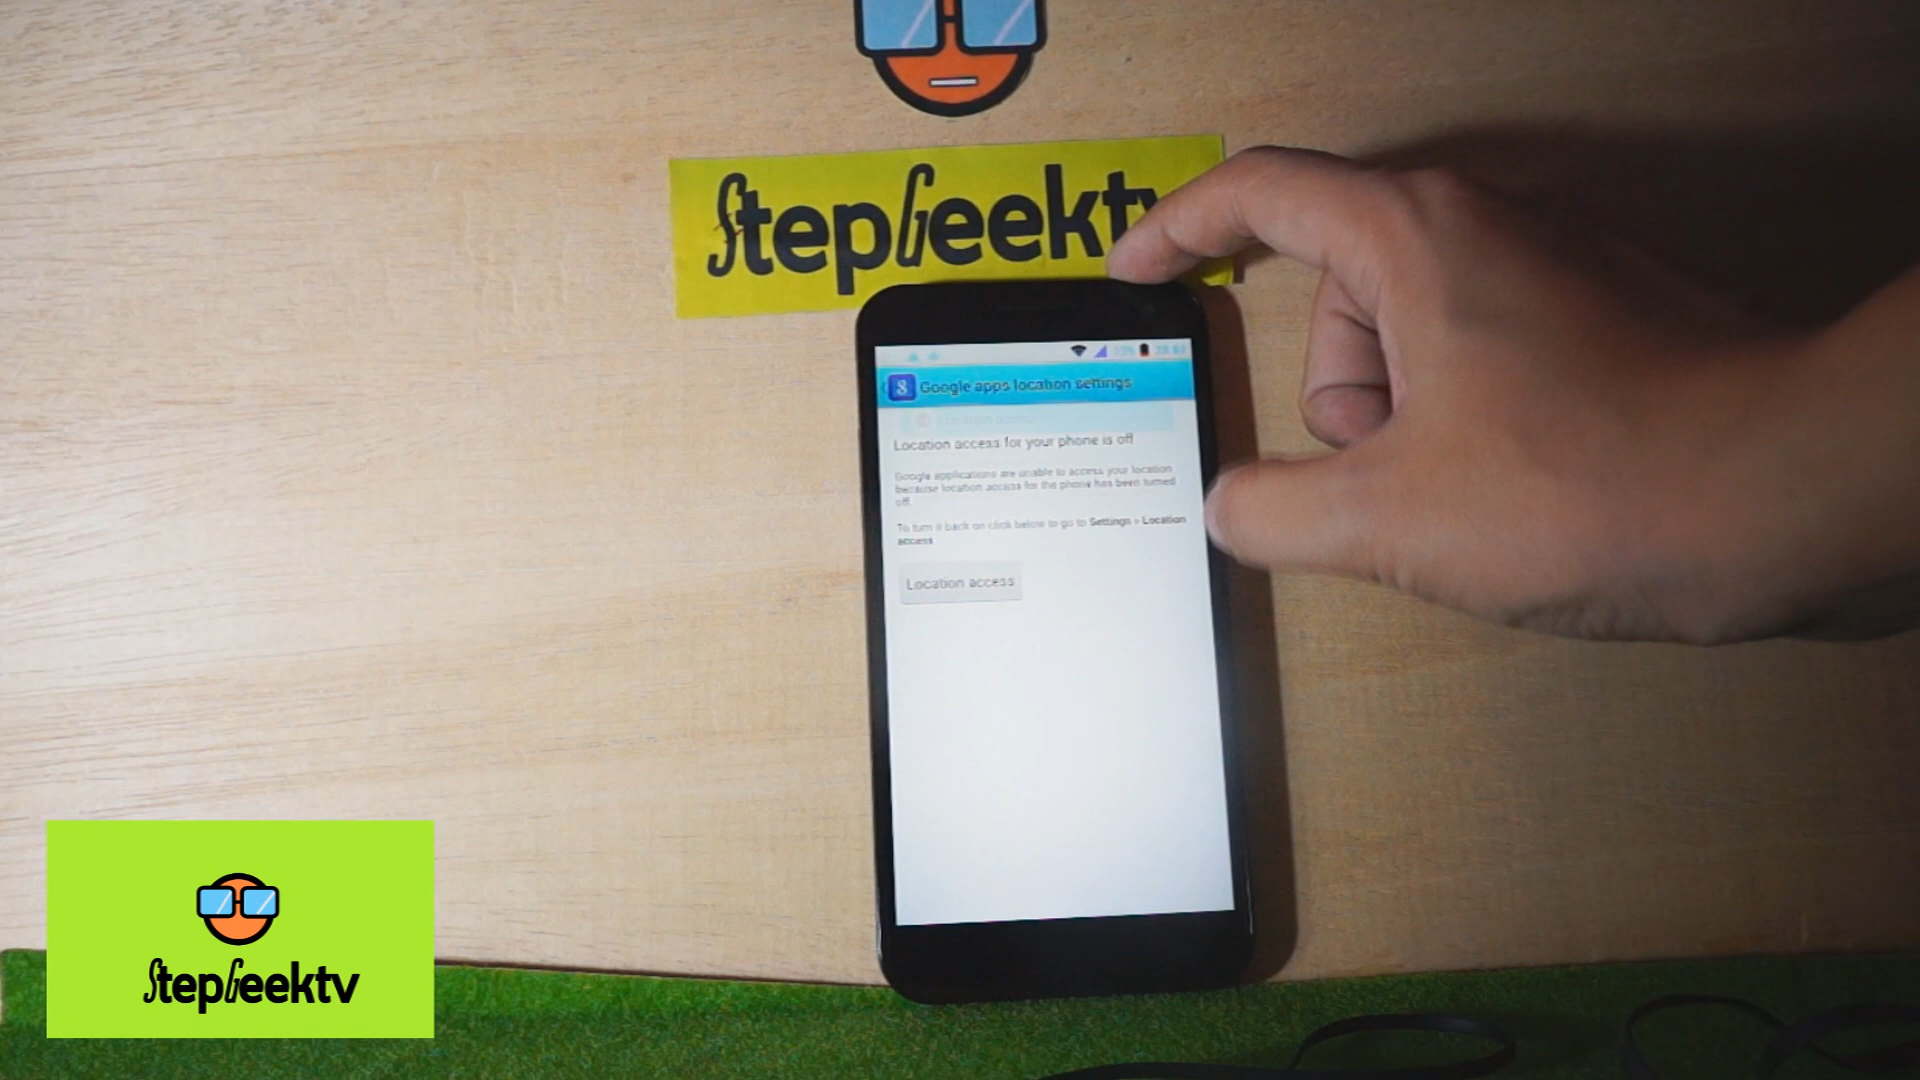 StepGeektv
Google apps location settings
Location access for your phone is off
Google applications are unable to access your location
because location access for the phone has been turned
off.
To turn it back on click below to go to Settings > Location
access
Location access
StepGeektv